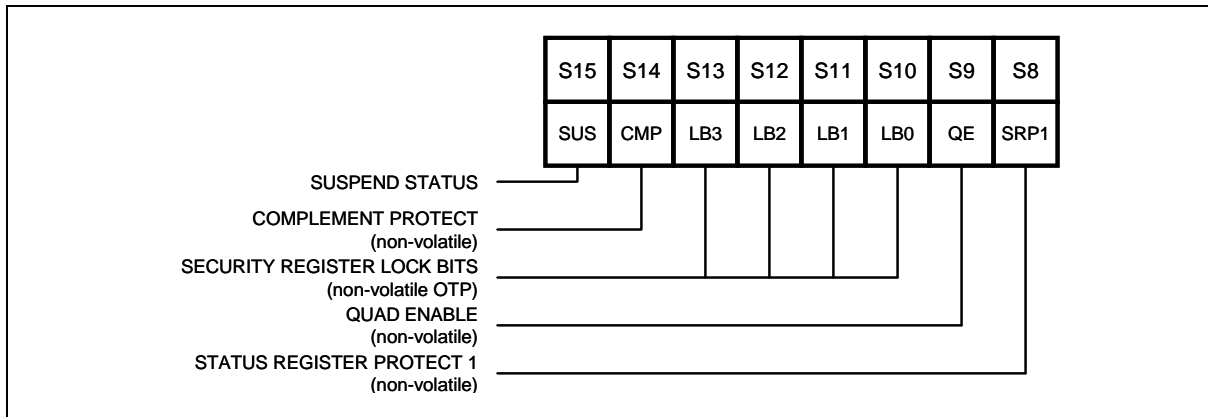 S15 S14 S13 S12 S11 S10 S9 S8
SUS CMP LB3 LB2 LB1 LB0 QE SRP1
SUSPEND STATUS
COMPLEMENT PROTECT
(non-volatile)
SECURITY REGISTER LOCK BITS
(non-volatile OTP)
QUAD ENABLE
(non-volatile)
STATUS REGISTER PROTECT 1
(non-volatile)